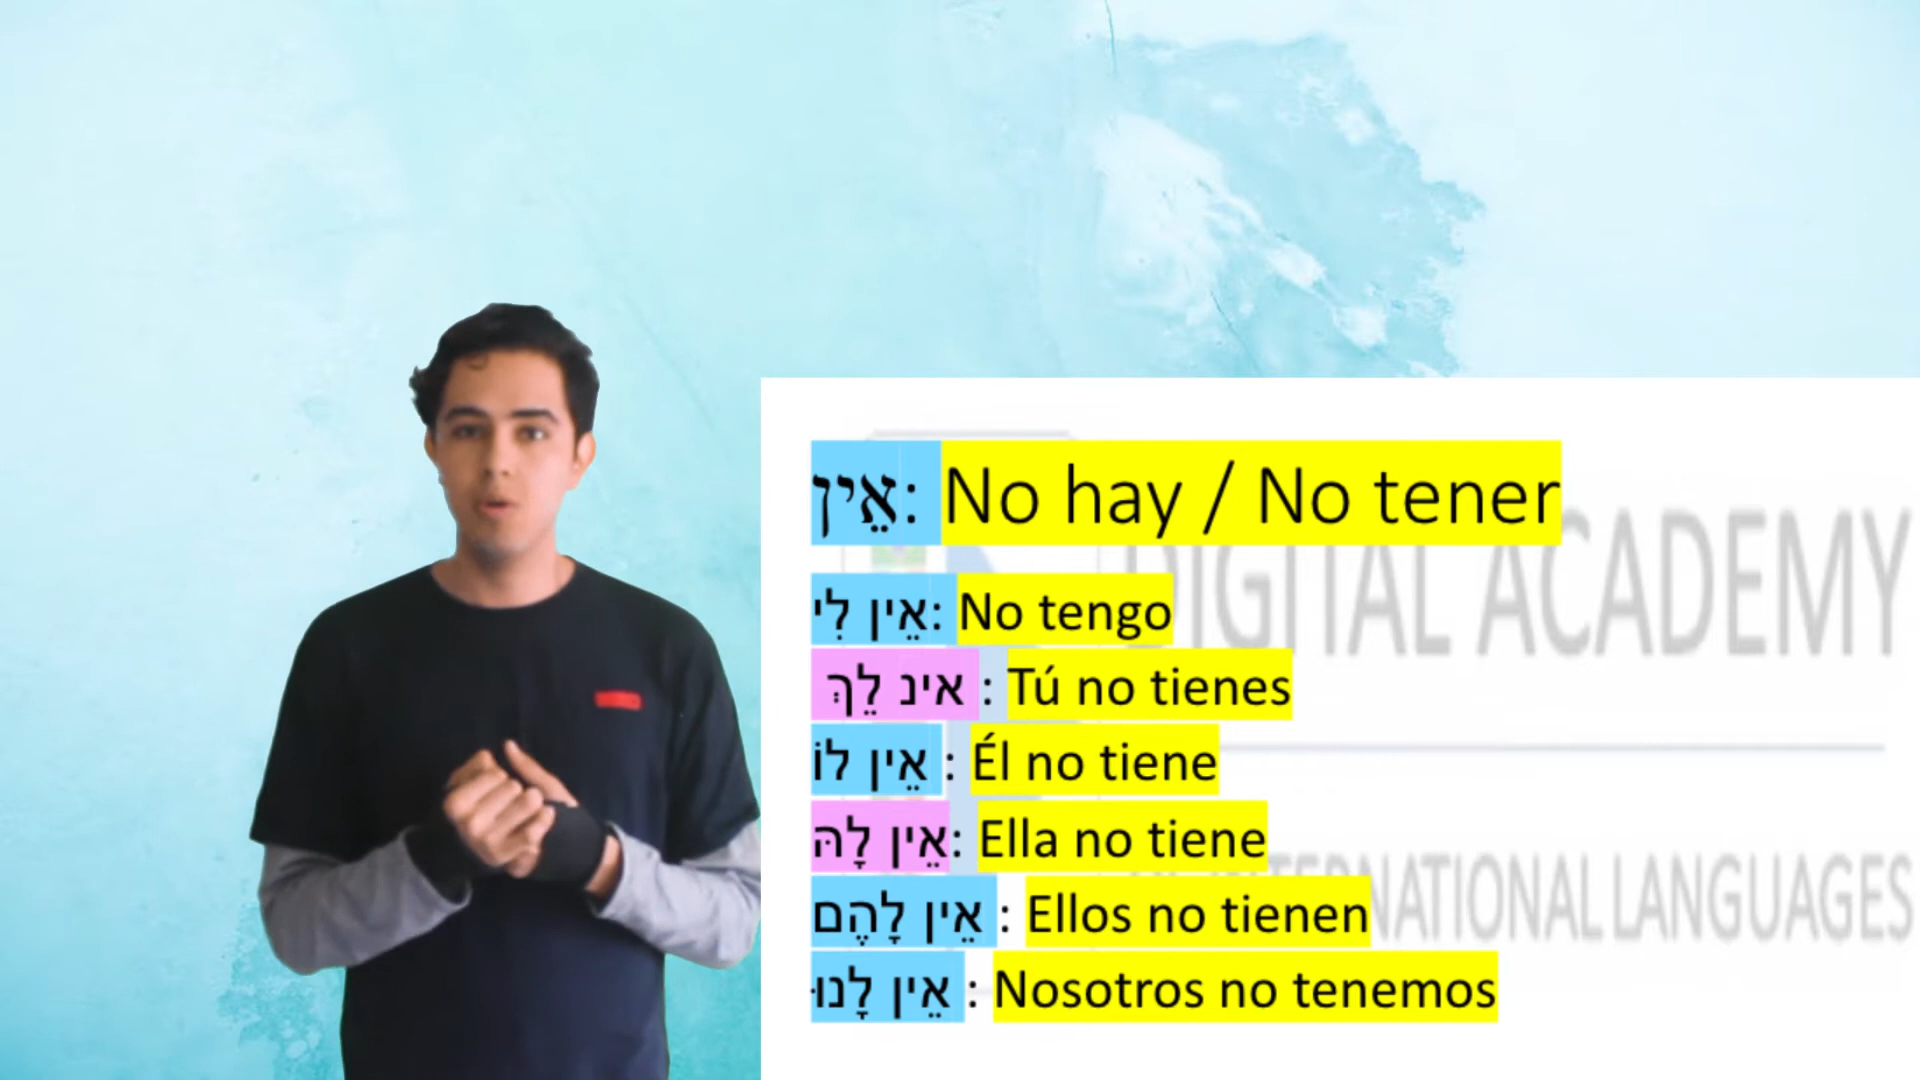 אֵין: No hay / No tener
אֵין לִי: No tengo
אינ לֵךְ : Tú no tienes
אֵין לוֹ : Él no tiene
אֵין לָהּ: Ella no tiene
אֵין לָהֶם : Ellos no tienen
אֵין לָנוּ : Nosotros no tenemos
DIGITAL ACADEMY
INTERNATIONAL LANGUAGES